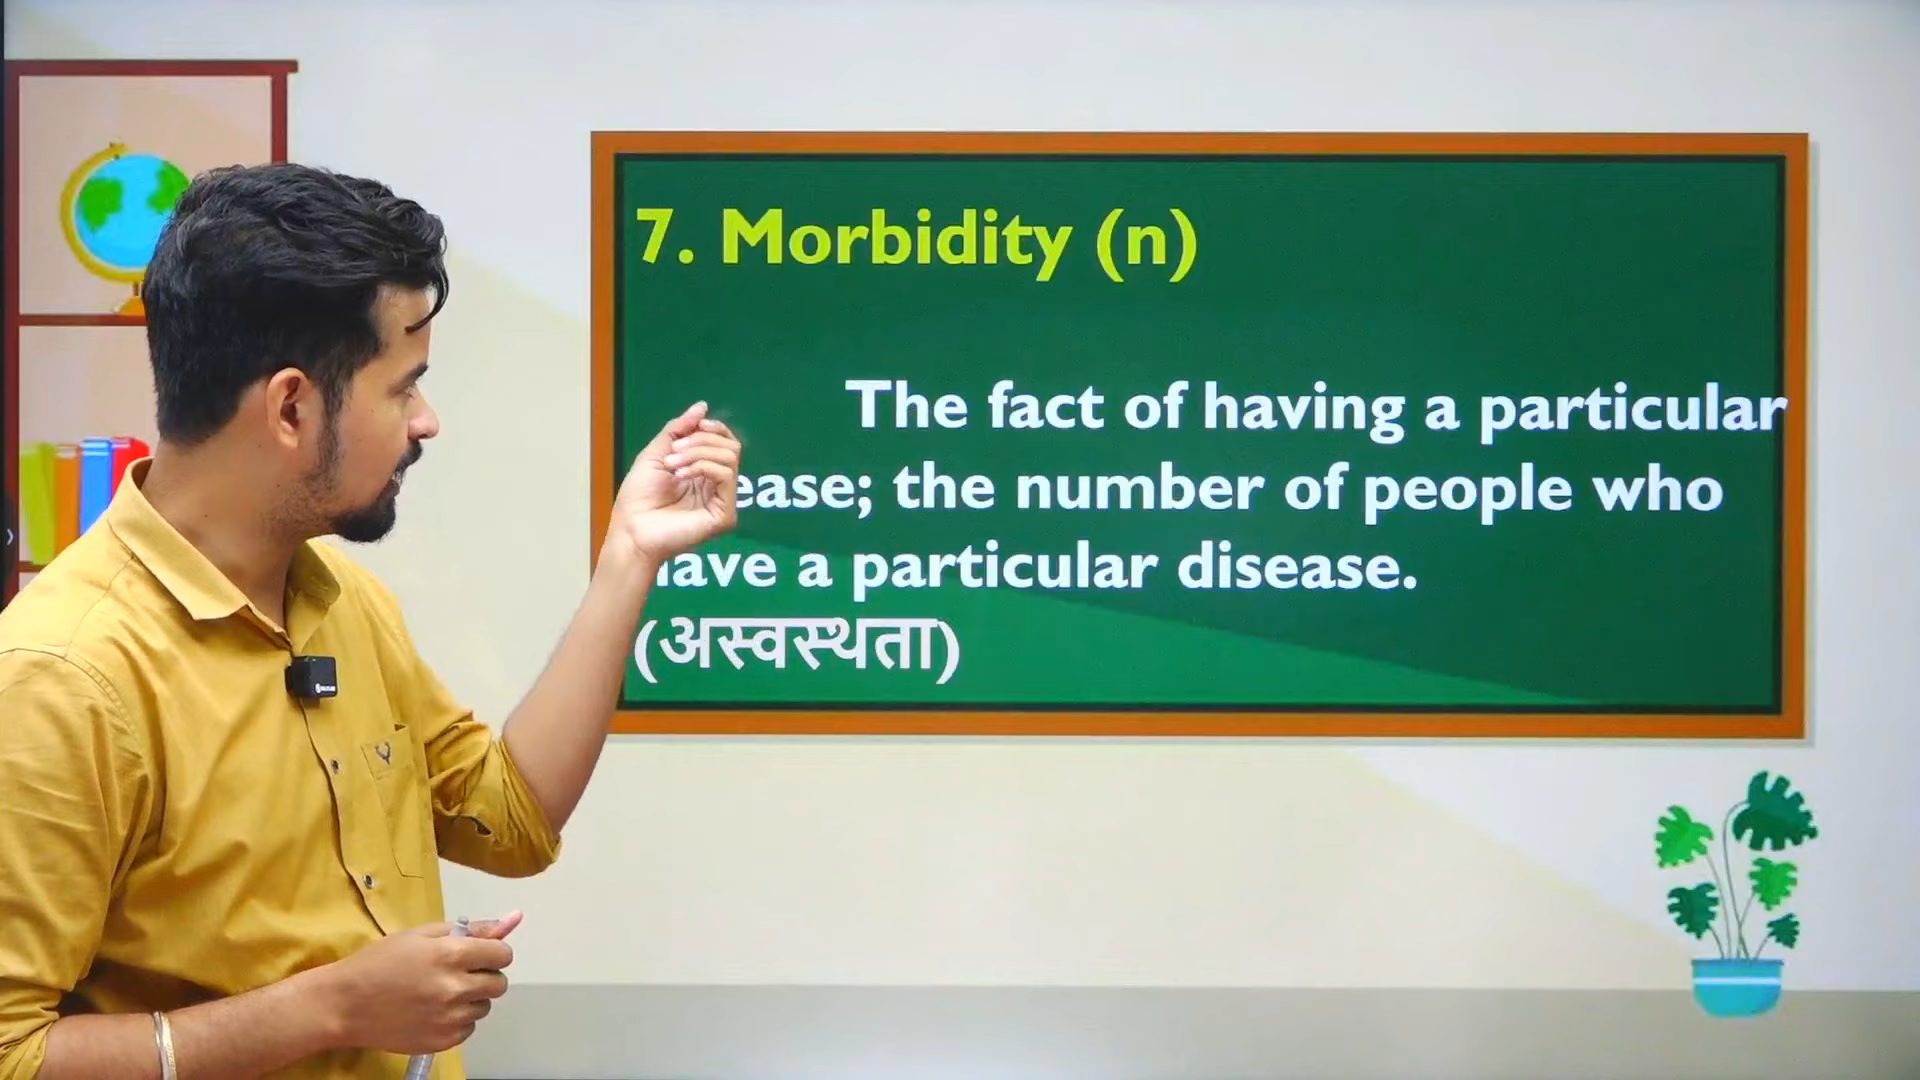 7. Morbidity (n)
The fact of having a particular
ease; the number of people who
ave a particular disease.
(अस्वस्थता)